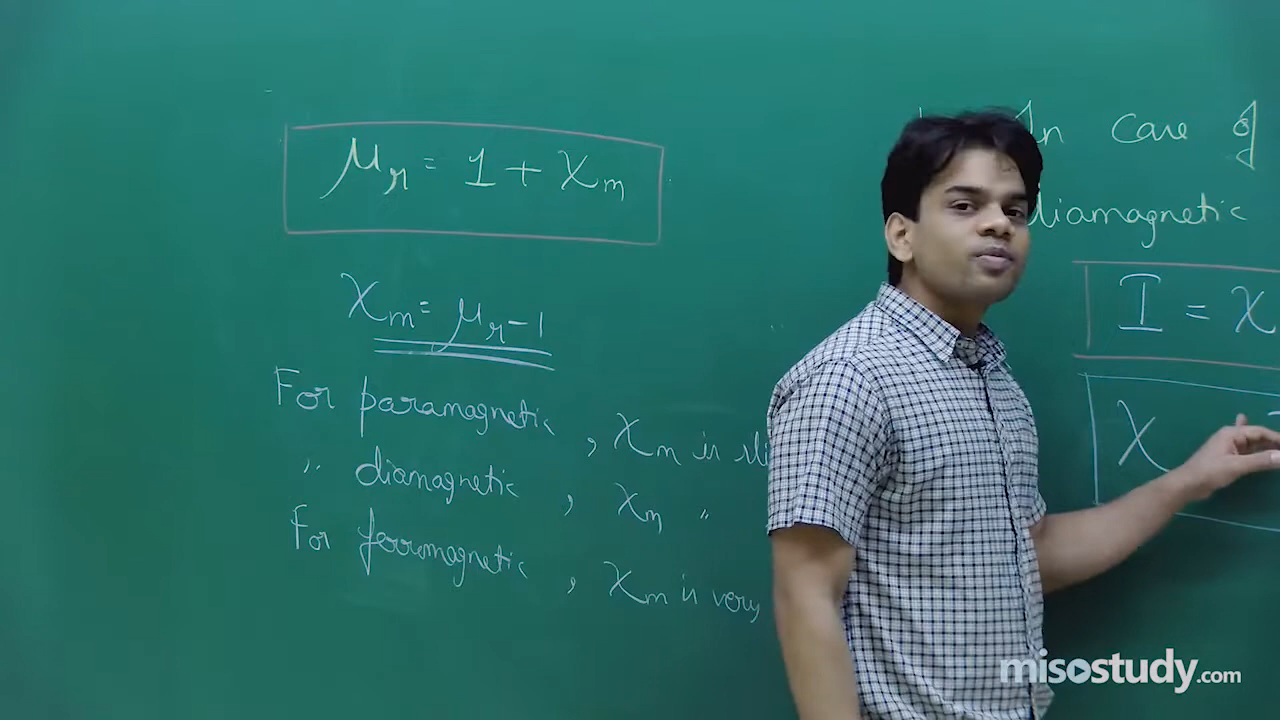 μr = 1 + χm
χm = μr − 1
For paramagnetic , χm is sli
" diamagnetic , χm "
For ferromagnetic , χm is very
In case of
diamagnetic
I = χ
χ
misostudy.com